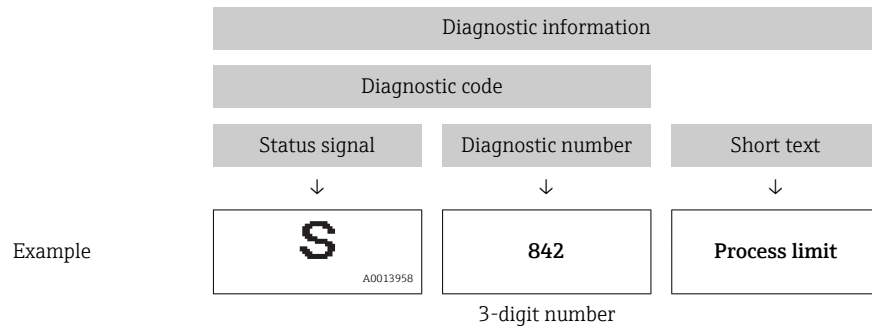 Diagnostic information
Diagnostic code
Status signal Diagnostic number Short text
↓ ↓ ↓
Example S 842 Process limit
A0013958
3-digit number